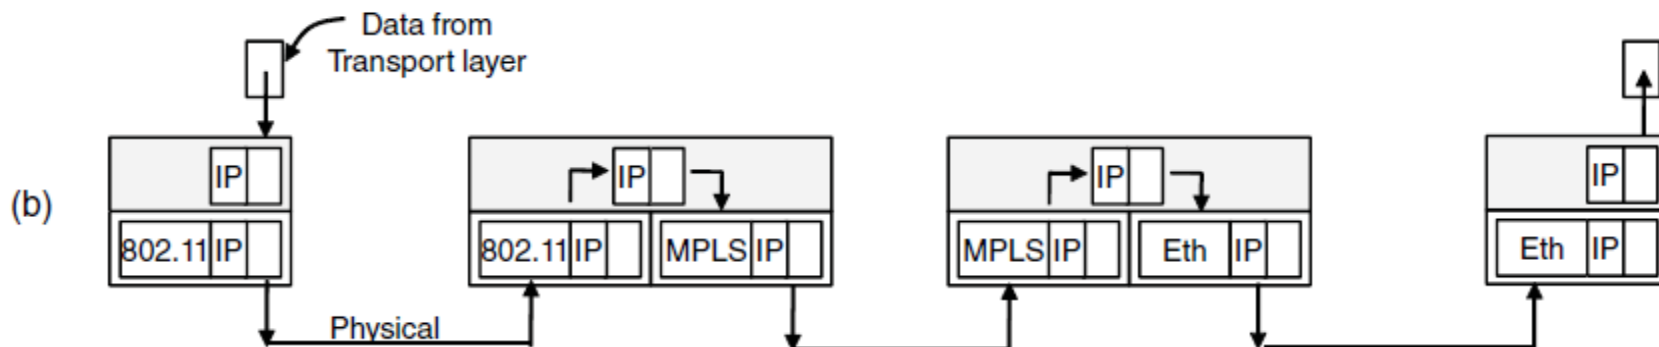 Data from
Transport layer
IP IP IP IP
(b)
802.11 IP 802.11 IP MPLS IP MPLS IP Eth IP Eth IP
Physical